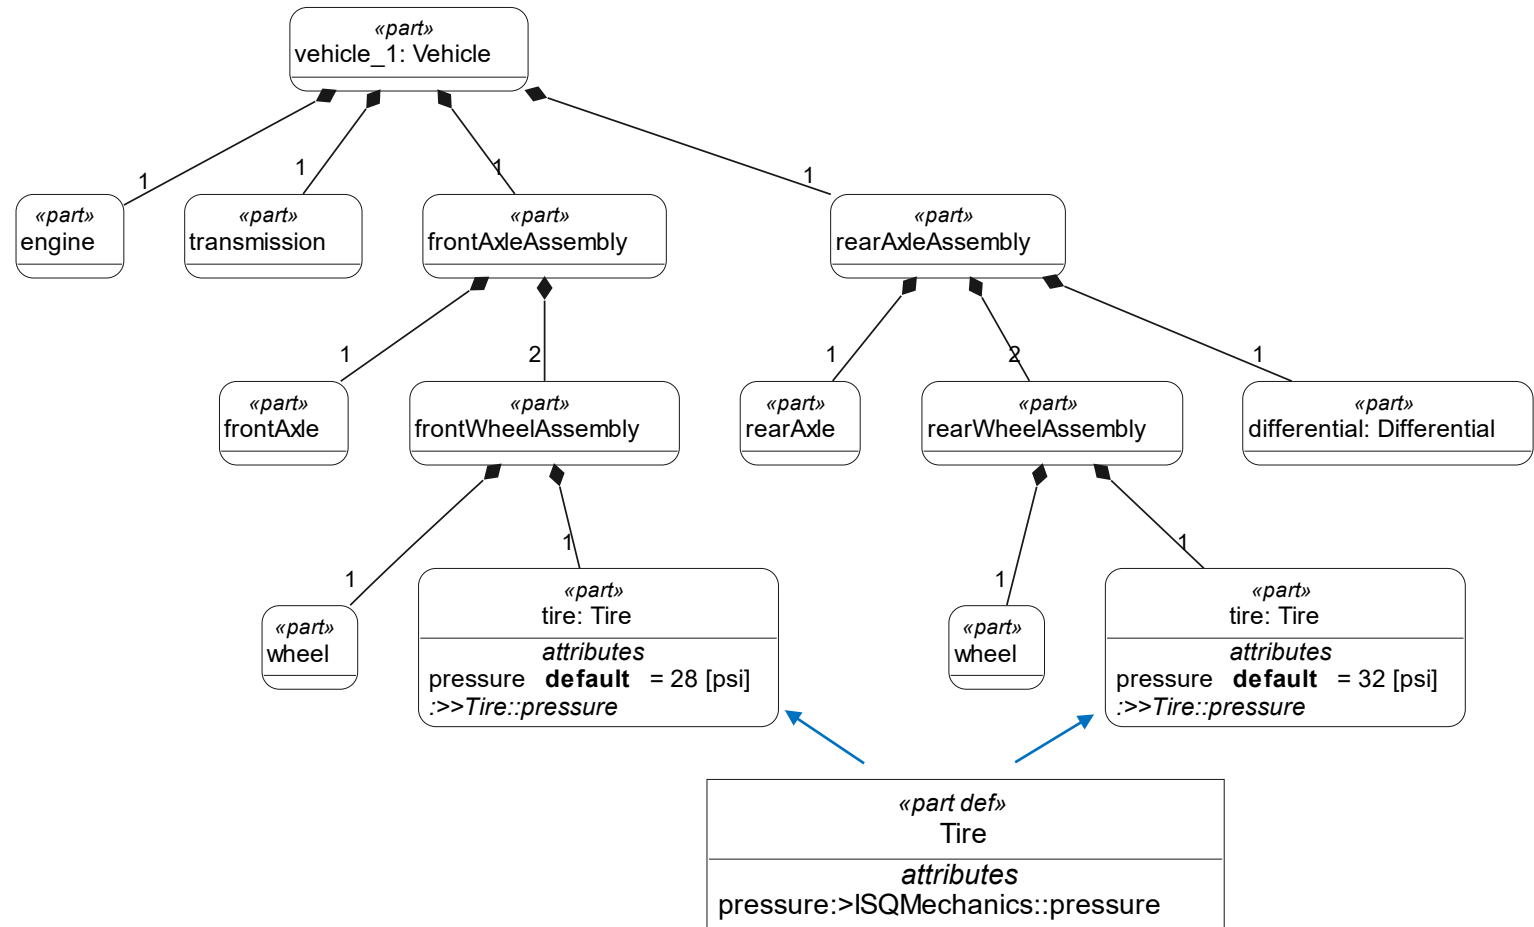 «part»
vehicle_1: Vehicle
1
1
1
1
«part»
engine
«part»
transmission
«part»
frontAxleAssembly
«part»
rearAxleAssembly
1
2
1
2
1
«part»
frontAxle
«part»
frontWheelAssembly
«part»
rearAxle
«part»
rearWheelAssembly
«part»
differential: Differential
1
1
1
1
«part»
wheel
«part»
tire: Tire
attributes
pressure default = 28 [psi]
:>>Tire::pressure
«part»
wheel
«part»
tire: Tire
attributes
pressure default = 32 [psi]
:>>Tire::pressure
«part def»
Tire
attributes
pressure:>ISQMechanics::pressure